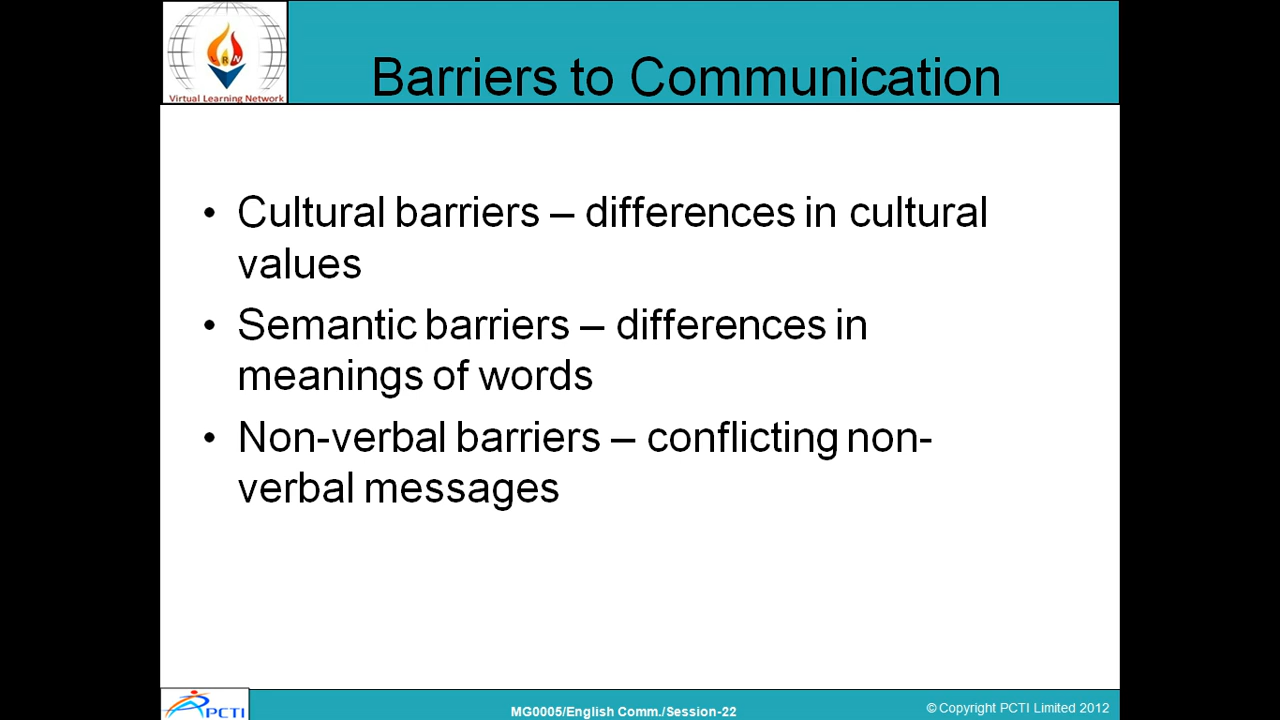 Barriers to Communication
Virtual Learning Network
• Cultural barriers – differences in cultural
values
• Semantic barriers – differences in
meanings of words
• Non-verbal barriers – conflicting non-
verbal messages
PCTI
MG0005/English Comm./Session-22
© Copyright PCTI Limited 2012